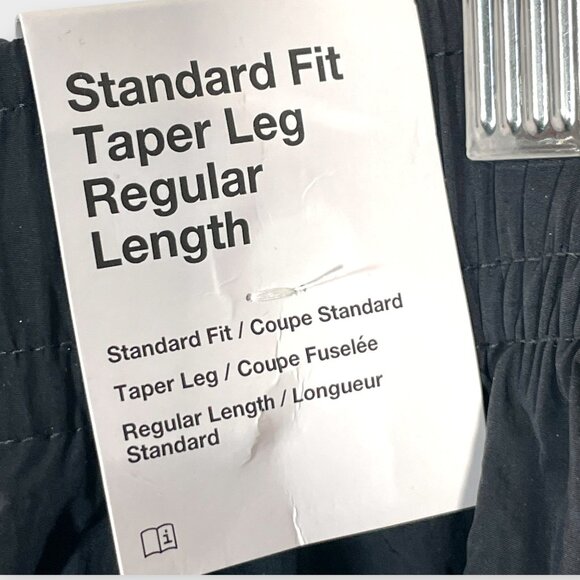 Standard Fit
Taper Leg
Regular
Length
Standard Fit / Coupe Standard
Taper Leg / Coupe Fuselée
Regular Length / Longueur
Standard
i